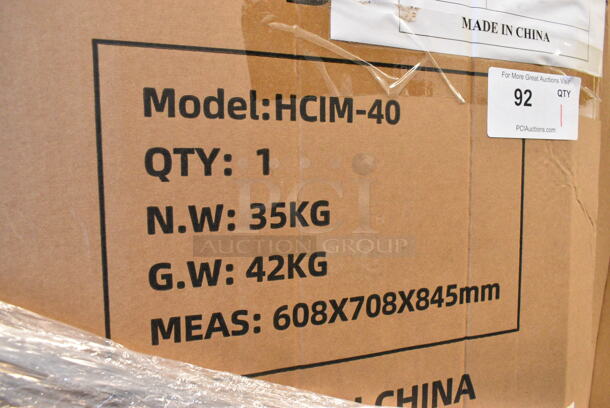 MADE IN CHINA
For More Great Auctions Visit
92
QTY
PCIAuctions.com
Model:HCIM-40
QTY: 1
N.W: 35KG
G.W: 42KG
MEAS: 608X708X845mm
PCI
AUCTION GROUP
CHINA